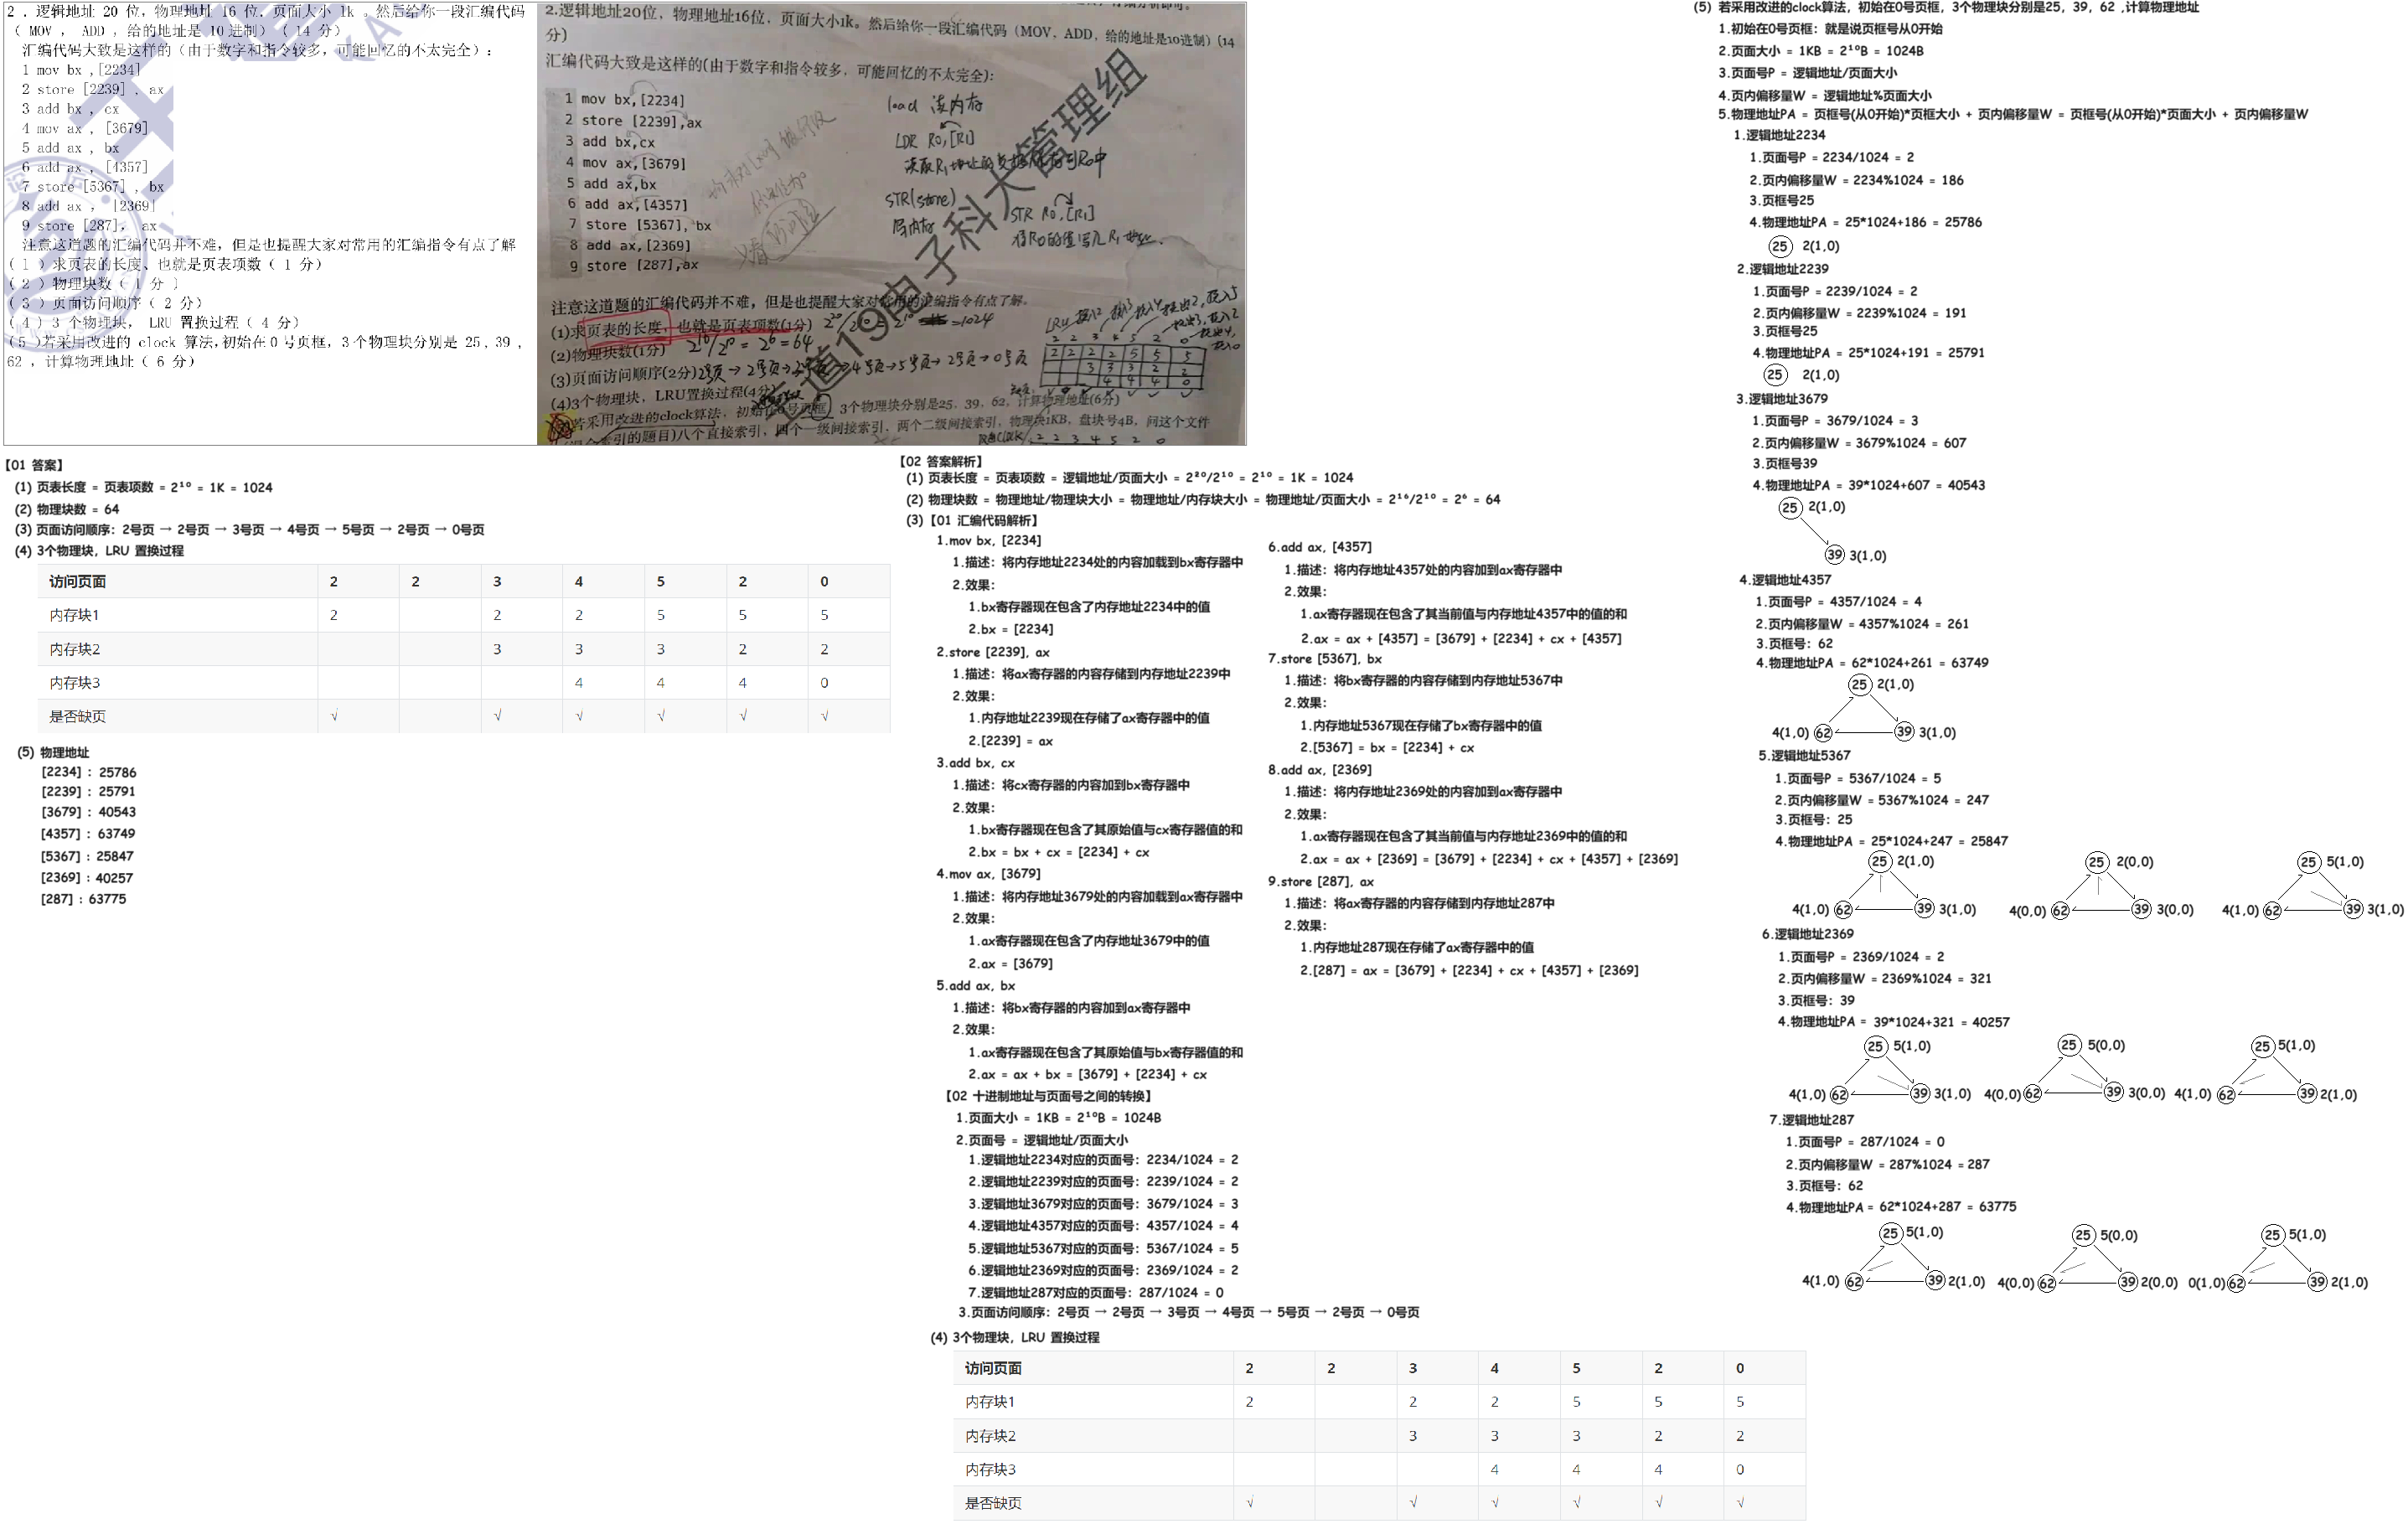 2 . 逻辑地址 20 位，物理地址 16 位，页面大小 1k 。然后给你一段汇编代码
（ MOV ， ADD ，给的地址是 10 进制）（ 14 分）
汇编代码大致是这样的（由于数字和指令较多，可能回忆的不太完全）：
1 mov bx ,[2234]
2 store [2239] , ax
3 add bx , cx
4 mov ax , [3679]
5 add ax , bx
6 add ax , [4357]
7 store [5367] , bx
8 add ax , [2369]
9 store [287], ax
注意这道题的汇编代码并不难，但是也提醒大家对常用的汇编指令有点了解
（ 1 ）求页表的长度、也就是页表项数（ 1 分）
（ 2 ）物理块数（ 1 分 ）
（ 3 ）页面访问顺序（ 2 分）
（ 4 ）3 个物理块， LRU 置换过程（ 4 分）
（ 5 )若采用改进的 clock 算法,初始在0 号页框，3 个物理块分别是 25 , 39 ,
62 ，计算物理地址（ 6 分）
2.逻辑地址20位，物理地址16位，页面大小1k。然后给你一段汇编代码（MOV，ADD，给的地址是10进制）(14
分)
汇编代码大致是这样的(由于数字和指令较多，可能回忆的不太完全):
1 mov bx,[2234]
2 store [2239],ax
3 add bx,cx
4 mov ax,[3679]
5 add ax,bx
6 add ax,[4357]
7 store [5367], bx
8 add ax,[2369]
9 store [287],ax
load 读内存
LDR R0,[R1]
STR(store)
写内存
STR R0,[R1]
王道19电子科大管理组
注意这道题的汇编代码并不难，但是也提醒大家对常用的汇编指令有点了解。
(1)求页表的长度，也就是页表项数(1分) 2²⁰/2¹⁰ = 2¹⁰ =1024
(2)物理块数(1分) 2¹⁶/2¹⁰ = 2⁶ = 64
(3)页面访问顺序(2分) 2号页→2号页→3号页→4号页→5号页→2号页→0号页
(4)3个物理块，LRU置换过程(4分)
若采用改进的clock算法，初始在0号页框，3个物理块分别是25，39，62，计算物理地址(6分)
索引的题目)八个直接索引，四个一级间接索引，两个二级间接索引，物理块1KB，盘块号4B，问这个文件
2 2 3 4 5 2 0
2 2 2 2 5 5 5
3 3 3 2 2
4 4 4 0
【01 答案】
(1) 页表长度 = 页表项数 = 2¹⁰ = 1K = 1024
(2) 物理块数 = 64
(3) 页面访问顺序：2号页 → 2号页 → 3号页 → 4号页 → 5号页 → 2号页 → 0号页
(4) 3个物理块，LRU 置换过程
访问页面 2 2 3 4 5 2 0
内存块1 2 2 2 5 5 5
内存块2 3 3 3 2 2
内存块3 4 4 4 0
是否缺页 √ √ √ √ √ √
(5) 物理地址
[2234] : 25786
[2239] : 25791
[3679] : 40543
[4357] : 63749
[5367] : 25847
[2369] : 40257
[287] : 63775
【02 答案解析】
(1) 页表长度 = 页表项数 = 逻辑地址/页面大小 = 2²⁰/2¹⁰ = 2¹⁰ = 1K = 1024
(2) 物理块数 = 物理地址/物理块大小 = 物理地址/内存块大小 = 物理地址/页面大小 = 2¹⁶/2¹⁰ = 2⁶ = 64
(3)【01 汇编代码解析】
1.mov bx, [2234]
1.描述：将内存地址2234处的内容加载到bx寄存器中
2.效果：
1.bx寄存器现在包含了内存地址2234中的值
2.bx = [2234]
2.store [2239], ax
1.描述：将ax寄存器的内容存储到内存地址2239中
2.效果：
1.内存地址2239现在存储了ax寄存器中的值
2.[2239] = ax
3.add bx, cx
1.描述：将cx寄存器的内容加到bx寄存器中
2.效果：
1.bx寄存器现在包含了其原始值与cx寄存器值的和
2.bx = bx + cx = [2234] + cx
4.mov ax, [3679]
1.描述：将内存地址3679处的内容加载到ax寄存器中
2.效果：
1.ax寄存器现在包含了内存地址3679中的值
2.ax = [3679]
5.add ax, bx
1.描述：将bx寄存器的内容加到ax寄存器中
2.效果：
1.ax寄存器现在包含了其原始值与bx寄存器值的和
2.ax = ax + bx = [3679] + [2234] + cx
6.add ax, [4357]
1.描述：将内存地址4357处的内容加到ax寄存器中
2.效果：
1.ax寄存器现在包含了其当前值与内存地址4357中的值的和
2.ax = ax + [4357] = [3679] + [2234] + cx + [4357]
7.store [5367], bx
1.描述：将bx寄存器的内容存储到内存地址5367中
2.效果：
1.内存地址5367现在存储了bx寄存器中的值
2.[5367] = bx = [2234] + cx
8.add ax, [2369]
1.描述：将内存地址2369处的内容加到ax寄存器中
2.效果：
1.ax寄存器现在包含了其当前值与内存地址2369中的值的和
2.ax = ax + [2369] = [3679] + [2234] + cx + [4357] + [2369]
9.store [287], ax
1.描述：将ax寄存器的内容存储到内存地址287中
2.效果：
1.内存地址287现在存储了ax寄存器中的值
2.[287] = ax = [3679] + [2234] + cx + [4357] + [2369]
【02 十进制地址与页面号之间的转换】
1.页面大小 = 1KB = 2¹⁰B = 1024B
2.页面号 = 逻辑地址/页面大小
1.逻辑地址2234对应的页面号：2234/1024 = 2
2.逻辑地址2239对应的页面号：2239/1024 = 2
3.逻辑地址3679对应的页面号：3679/1024 = 3
4.逻辑地址4357对应的页面号：4357/1024 = 4
5.逻辑地址5367对应的页面号：5367/1024 = 5
6.逻辑地址2369对应的页面号：2369/1024 = 2
7.逻辑地址287对应的页面号：287/1024 = 0
3.页面访问顺序：2号页 → 2号页 → 3号页 → 4号页 → 5号页 → 2号页 → 0号页
(4) 3个物理块，LRU 置换过程
访问页面 2 2 3 4 5 2 0
内存块1 2 2 2 5 5 5
内存块2 3 3 3 2 2
内存块3 4 4 4 0
是否缺页 √ √ √ √ √ √
(5) 若采用改进的clock算法，初始在0号页框，3个物理块分别是25，39，62 ,计算物理地址
1.初始在0号页框：就是说页框号从0开始
2.页面大小 = 1KB = 2¹⁰B = 1024B
3.页面号P = 逻辑地址/页面大小
4.页内偏移量W = 逻辑地址%页面大小
5.物理地址PA = 页框号(从0开始)*页框大小 + 页内偏移量W = 页框号(从0开始)*页面大小 + 页内偏移量W
1.逻辑地址2234
1.页面号P = 2234/1024 = 2
2.页内偏移量W = 2234%1024 = 186
3.页框号25
4.物理地址PA = 25*1024+186 = 25786
25 2(1,0)
2.逻辑地址2239
1.页面号P = 2239/1024 = 2
2.页内偏移量W = 2239%1024 = 191
3.页框号25
4.物理地址PA = 25*1024+191 = 25791
25 2(1,0)
3.逻辑地址3679
1.页面号P = 3679/1024 = 3
2.页内偏移量W = 3679%1024 = 607
3.页框号39
4.物理地址PA = 39*1024+607 = 40543
25 2(1,0)
39 3(1,0)
4.逻辑地址4357
1.页面号P = 4357/1024 = 4
2.页内偏移量W = 4357%1024 = 261
3.页框号：62
4.物理地址PA = 62*1024+261 = 63749
25 2(1,0)
4(1,0) 62 39 3(1,0)
5.逻辑地址5367
1.页面号P = 5367/1024 = 5
2.页内偏移量W = 5367%1024 = 247
3.页框号：25
4.物理地址PA = 25*1024+247 = 25847
25 2(1,0) 25 2(0,0) 25 5(1,0)
4(1,0) 62 39 3(1,0) 4(0,0) 62 39 3(0,0) 4(1,0) 62 39 3(1,0)
6.逻辑地址2369
1.页面号P = 2369/1024 = 2
2.页内偏移量W = 2369%1024 = 321
3.页框号：39
4.物理地址PA = 39*1024+321 = 40257
25 5(1,0) 25 5(0,0) 25 5(1,0)
4(1,0) 62 39 3(1,0) 4(0,0) 62 39 3(0,0) 4(1,0) 62 39 2(1,0)
7.逻辑地址287
1.页面号P = 287/1024 = 0
2.页内偏移量W = 287%1024 = 287
3.页框号：62
4.物理地址PA = 62*1024+287 = 63775
25 5(1,0) 25 5(0,0) 25 5(1,0)
4(1,0) 62 39 2(1,0) 4(0,0) 62 39 2(0,0) 0(1,0) 62 39 2(1,0)